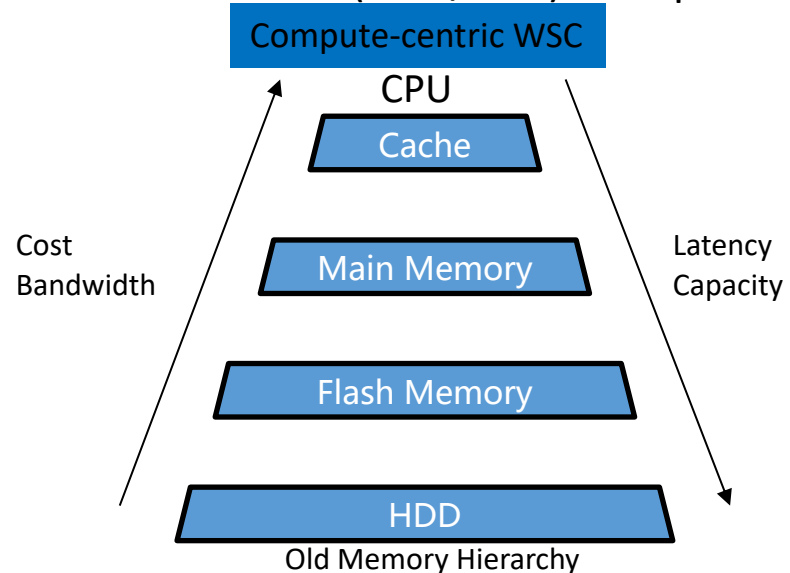 Compute-centric WSC
CPU
Cache
Cost
Bandwidth
Main Memory
Latency
Capacity
Flash Memory
HDD
Old Memory Hierarchy